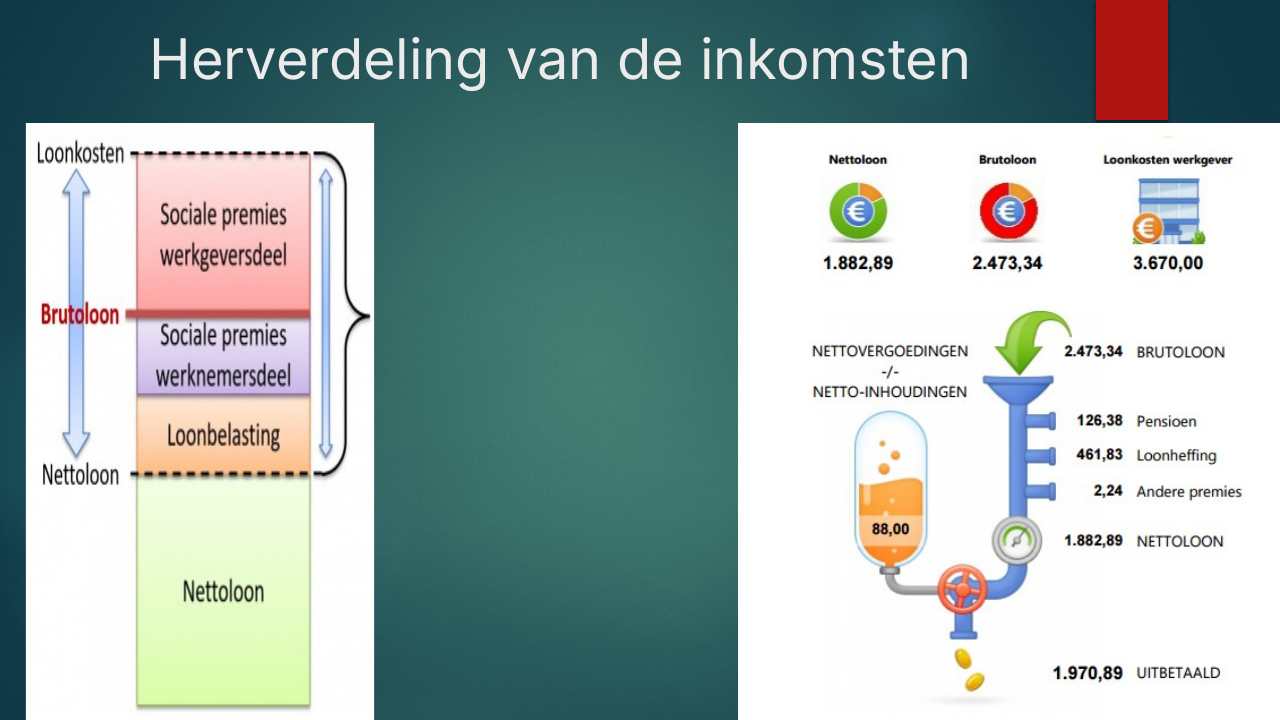 Herverdeling van de inkomsten
Loonkosten
Sociale premies
werkgeversdeel
Brutoloon
Sociale premies
werknemersdeel
Loonbelasting
Nettoloon
Nettoloon
Nettoloon Brutoloon Loonkosten werkgever
€ € €
1.882,89 2.473,34 3.670,00
NETTOVERGOEDINGEN
-/-
NETTO-INHOUDINGEN
88,00
2.473,34 BRUTOLOON
126,38 Pensioen
461,83 Loonheffing
2,24 Andere premies
1.882,89 NETTOLOON
1.970,89 UITBETAALD